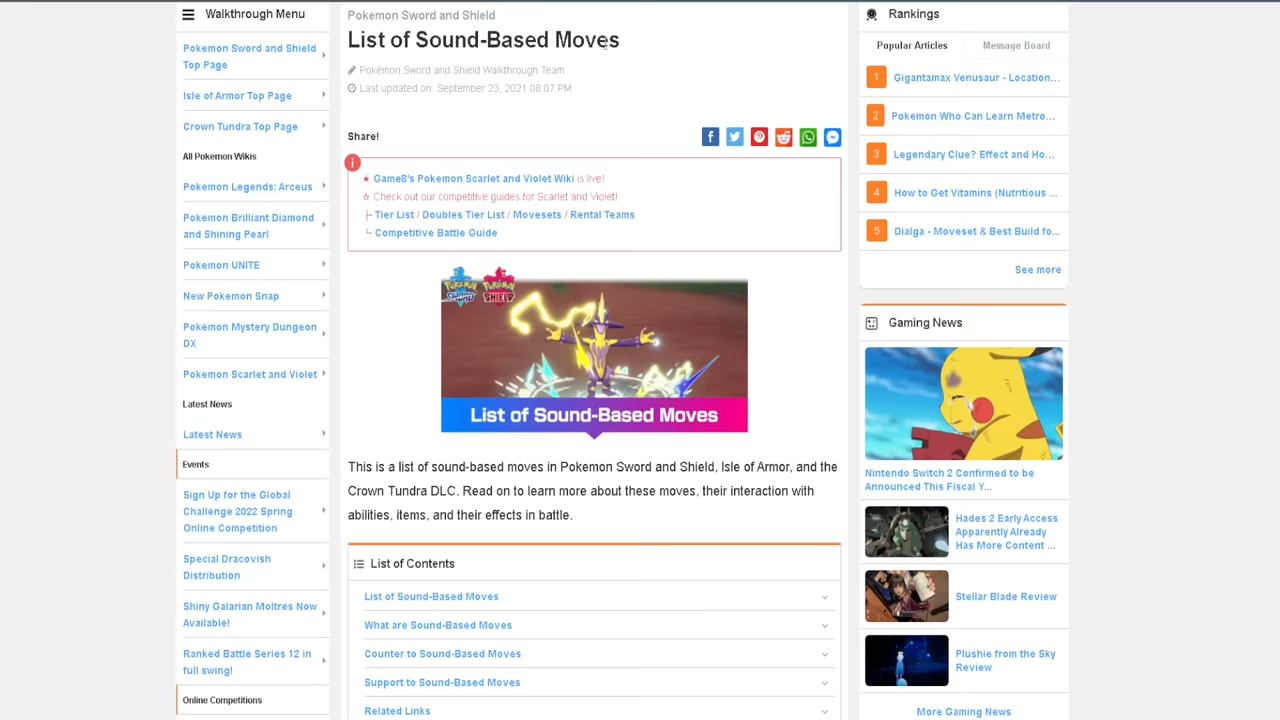 Walkthrough Menu
Pokemon Sword and Shield
Top Page
Isle of Armor Top Page
Crown Tundra Top Page
All Pokemon Wikis
Pokemon Legends: Arceus
Pokemon Brilliant Diamond
and Shining Pearl
Pokemon UNITE
New Pokemon Snap
Pokemon Mystery Dungeon
DX
Pokemon Scarlet and Violet
Latest News
Latest News
Events
Sign Up for the Global
Challenge 2022 Spring
Online Competition
Special Dracovish
Distribution
Shiny Galarian Moltres Now
Available!
Ranked Battle Series 12 in
full swing!
Online Competitions
Pokemon Sword and Shield
List of Sound-Based Moves
Pokémon Sword and Shield Walkthrough Team
Last updated on: September 23, 2021 08:07 PM
Share!
★ Game8's Pokemon Scarlet and Violet Wiki is live!
☆ Check out our competitive guides for Scarlet and Violet!
├ Tier List / Doubles Tier List / Movesets / Rental Teams
└ Competitive Battle Guide
POKEMON SWORD POKEMON SHIELD
List of Sound-Based Moves
This is a list of sound-based moves in Pokemon Sword and Shield, Isle of Armor, and the
Crown Tundra DLC. Read on to learn more about these moves, their interaction with
abilities, items, and their effects in battle.
List of Contents
List of Sound-Based Moves
What are Sound-Based Moves
Counter to Sound-Based Moves
Support to Sound-Based Moves
Related Links
Rankings
Popular Articles Message Board
1 Gigantamax Venusaur - Location...
2 Pokemon Who Can Learn Metro...
3 Legendary Clue? Effect and Ho...
4 How to Get Vitamins (Nutritious ...
5 Dialga - Moveset & Best Build fo...
See more
Gaming News
Nintendo Switch 2 Confirmed to be
Announced This Fiscal Y...
Hades 2 Early Access
Apparently Already
Has More Content ...
Stellar Blade Review
Plushie from the Sky
Review
More Gaming News